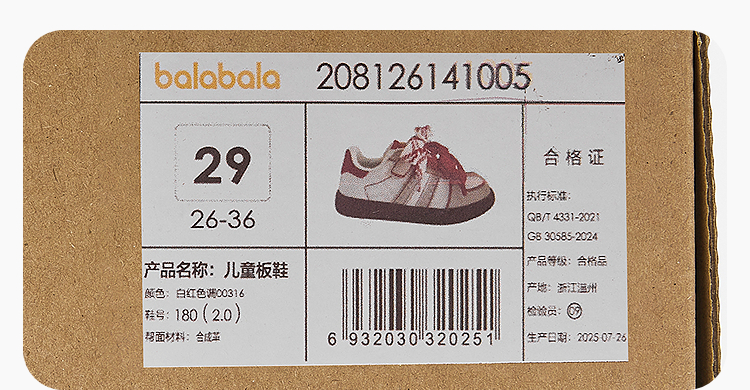 balabala 208126141005
29
26-36
合格证
执行标准:
QB/T 4331-2021
GB 30585-2024
产品等级: 合格品
产地: 浙江温州
检验员: 09
生产日期: 2025-07-26
产品名称: 儿童板鞋
颜色: 白红色调00316
鞋号: 180 (2.0)
帮面材料: 合成革
6 932030 320251